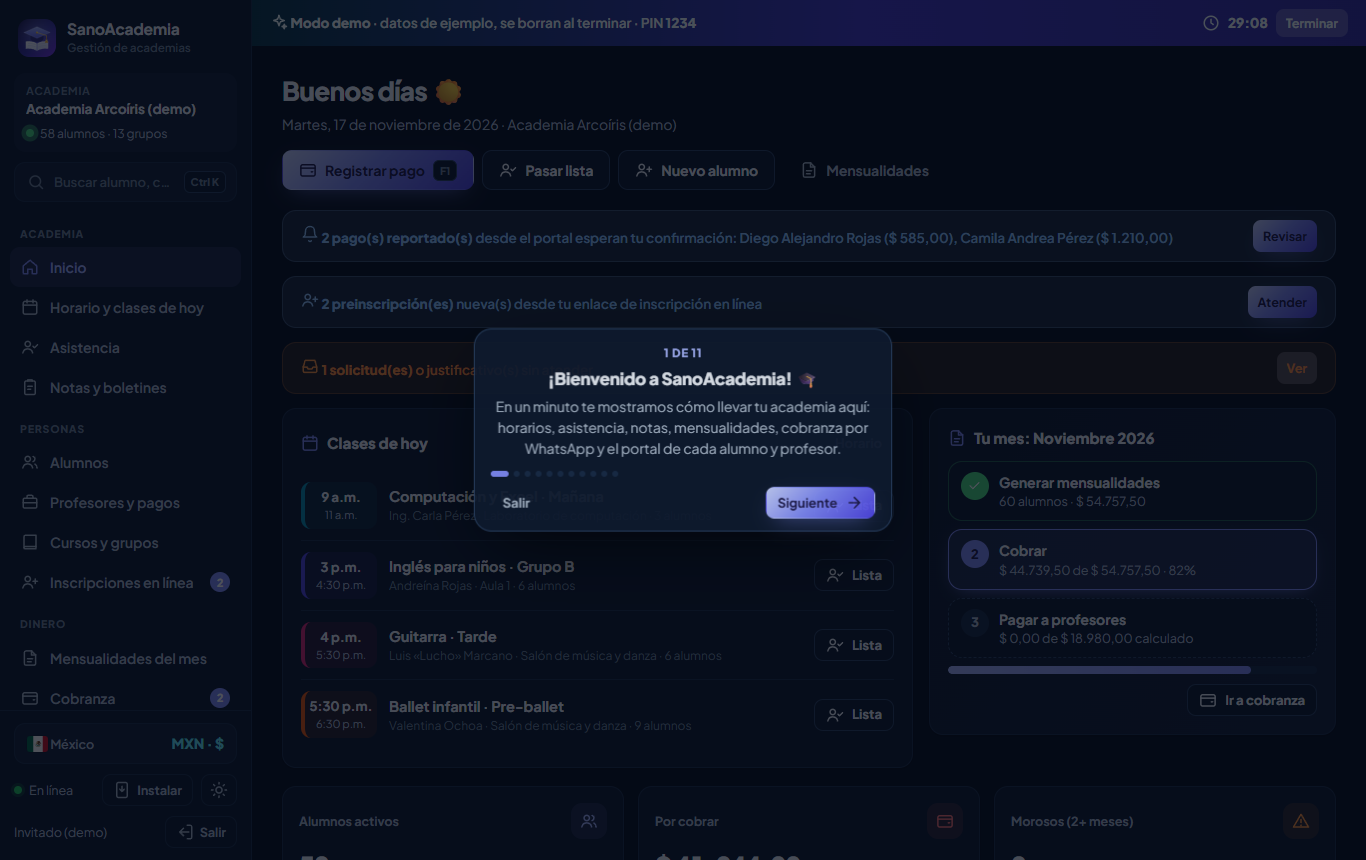 SanoAcademia
Gestión de academias
ACADEMIA
Academia Arcoíris (demo)
58 alumnos · 13 grupos
Buscar alumno, c... Ctrl K
ACADEMIA
Inicio
Horario y clases de hoy
Asistencia
Notas y boletines
PERSONAS
Alumnos
Profesores y pagos
Cursos y grupos
Inscripciones en línea 2
DINERO
Mensualidades del mes
Cobranza 2
México MXN · $
En línea Instalar
Invitado (demo) Salir
Modo demo · datos de ejemplo, se borran al terminar · PIN 1234
29:08 Terminar
Buenos días
Martes, 17 de noviembre de 2026 · Academia Arcoíris (demo)
Registrar pago F1 Pasar lista Nuevo alumno Mensualidades
2 pago(s) reportado(s) desde el portal esperan tu confirmación: Diego Alejandro Rojas ($ 585,00), Camila Andrea Pérez ($ 1.210,00) Revisar
2 preinscripción(es) nueva(s) desde tu enlace de inscripción en línea Atender
1 solicitud(es) o justifica Ver
1 DE 11
¡Bienvenido a SanoAcademia!
En un minuto te mostramos cómo llevar tu academia aquí:
horarios, asistencia, notas, mensualidades, cobranza por
WhatsApp y el portal de cada alumno y profesor.
Salir Siguiente →
Clases de hoy
9 a.m. Computación
11 a.m. Ing. Carla Pérez
3 p.m. Inglés para niños · Grupo B
4:30 p.m. Andreína Rojas · Aula 1 · 6 alumnos
Lista
4 p.m. Guitarra · Tarde
5:30 p.m. Luis «Lucho» Marcano · Salón de música y danza · 6 alumnos
Lista
5:30 p.m. Ballet infantil · Pre-ballet
6:30 p.m. Valentina Ochoa · Salón de música y danza · 9 alumnos
Lista
Tu mes: Noviembre 2026
Generar mensualidades
60 alumnos · $ 54.757,50
2 Cobrar
$ 44.739,50 de $ 54.757,50 · 82%
3 Pagar a profesores
$ 0,00 de $ 18.980,00 calculado
Ir a cobranza
Alumnos activos
Por cobrar
Morosos (2+ meses)